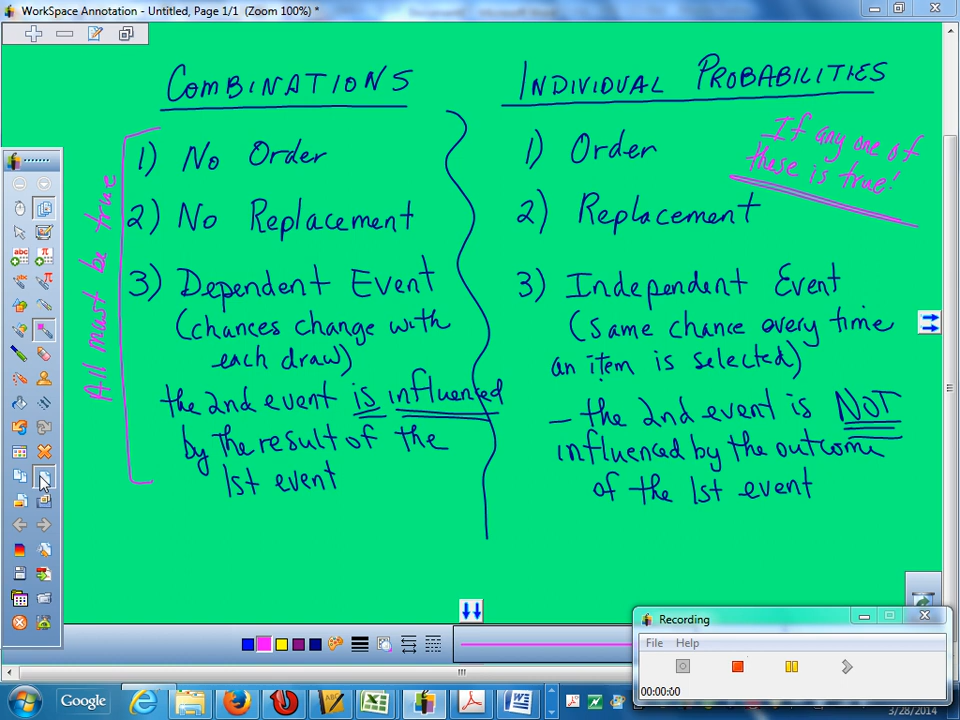 WorkSpace Annotation - Untitled, Page 1/1 (Zoom 100%) *
COMBINATIONS
1) No Order
2) No Replacement
3) Dependent Event
(chances change with
each draw)
the 2nd event is influenced
by the result of the
1st event
All must be true
INDIVIDUAL PROBABILITIES
If any one of
these is true!
1) Order
2) Replacement
3) Independent Event
(same chance every time
an item is selected)
- the 2nd event is NOT
influenced by the outcome
of the 1st event
abc
π
abc
π
Recording
File Help
00:00:00
Google
3/28/2014